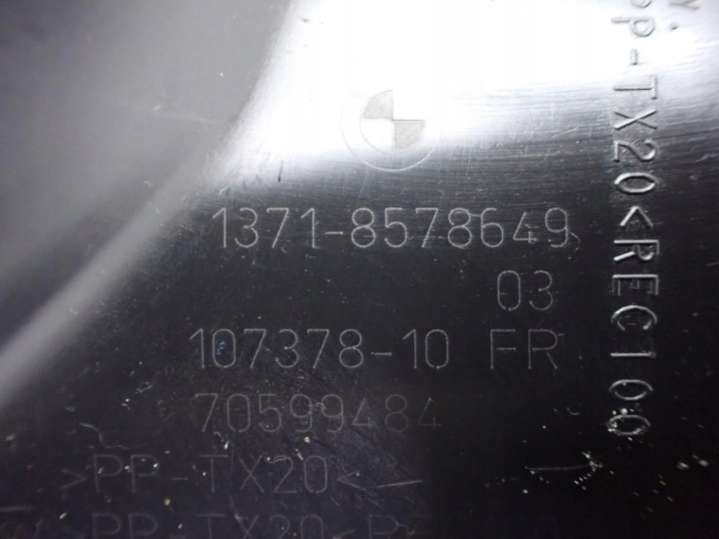 1371-8578649
03
107378-10 FR
70599484
>PP-TX20<
PP-TX20<REC100